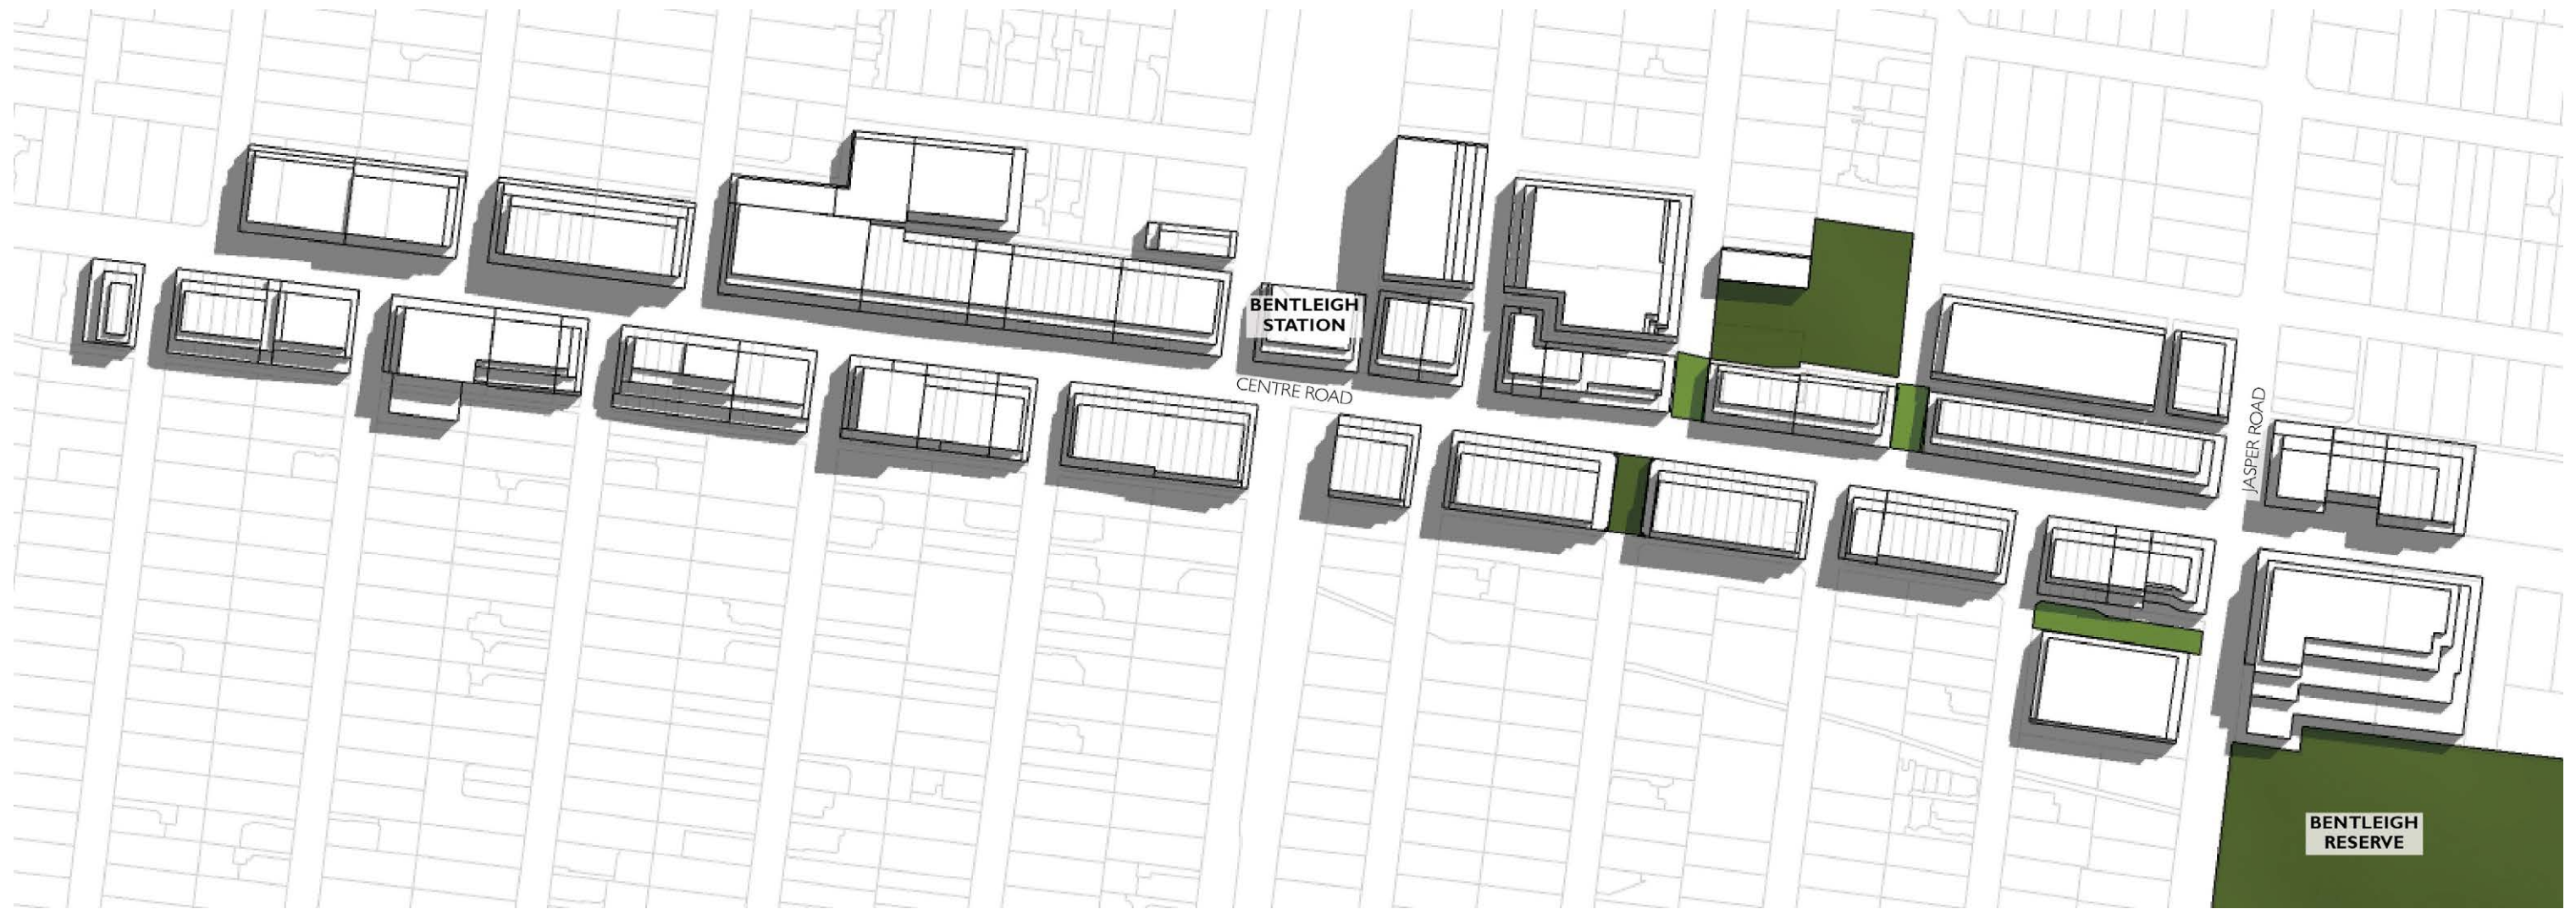 BENTLEIGH
STATION
CENTRE ROAD
JASPER ROAD
BENTLEIGH
RESERVE